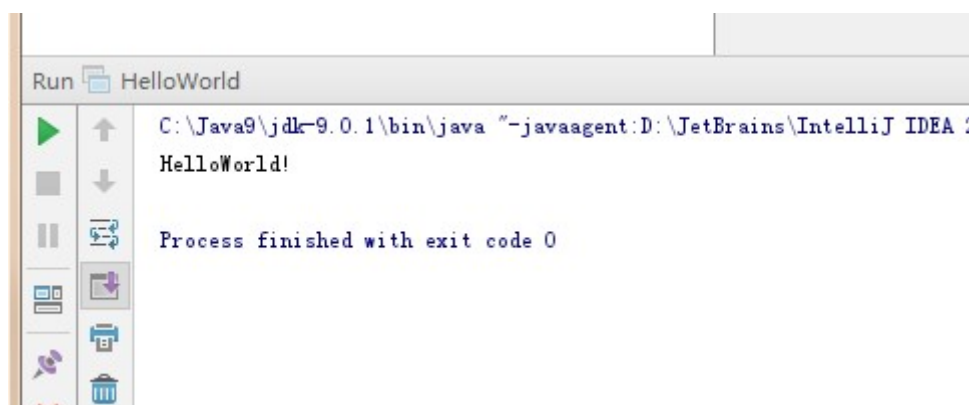 Run HelloWorld
C:\Java9\jdk-9.0.1\bin\java "-javaagent:D:\JetBrains\IntelliJ IDEA
HelloWorld!
Process finished with exit code 0